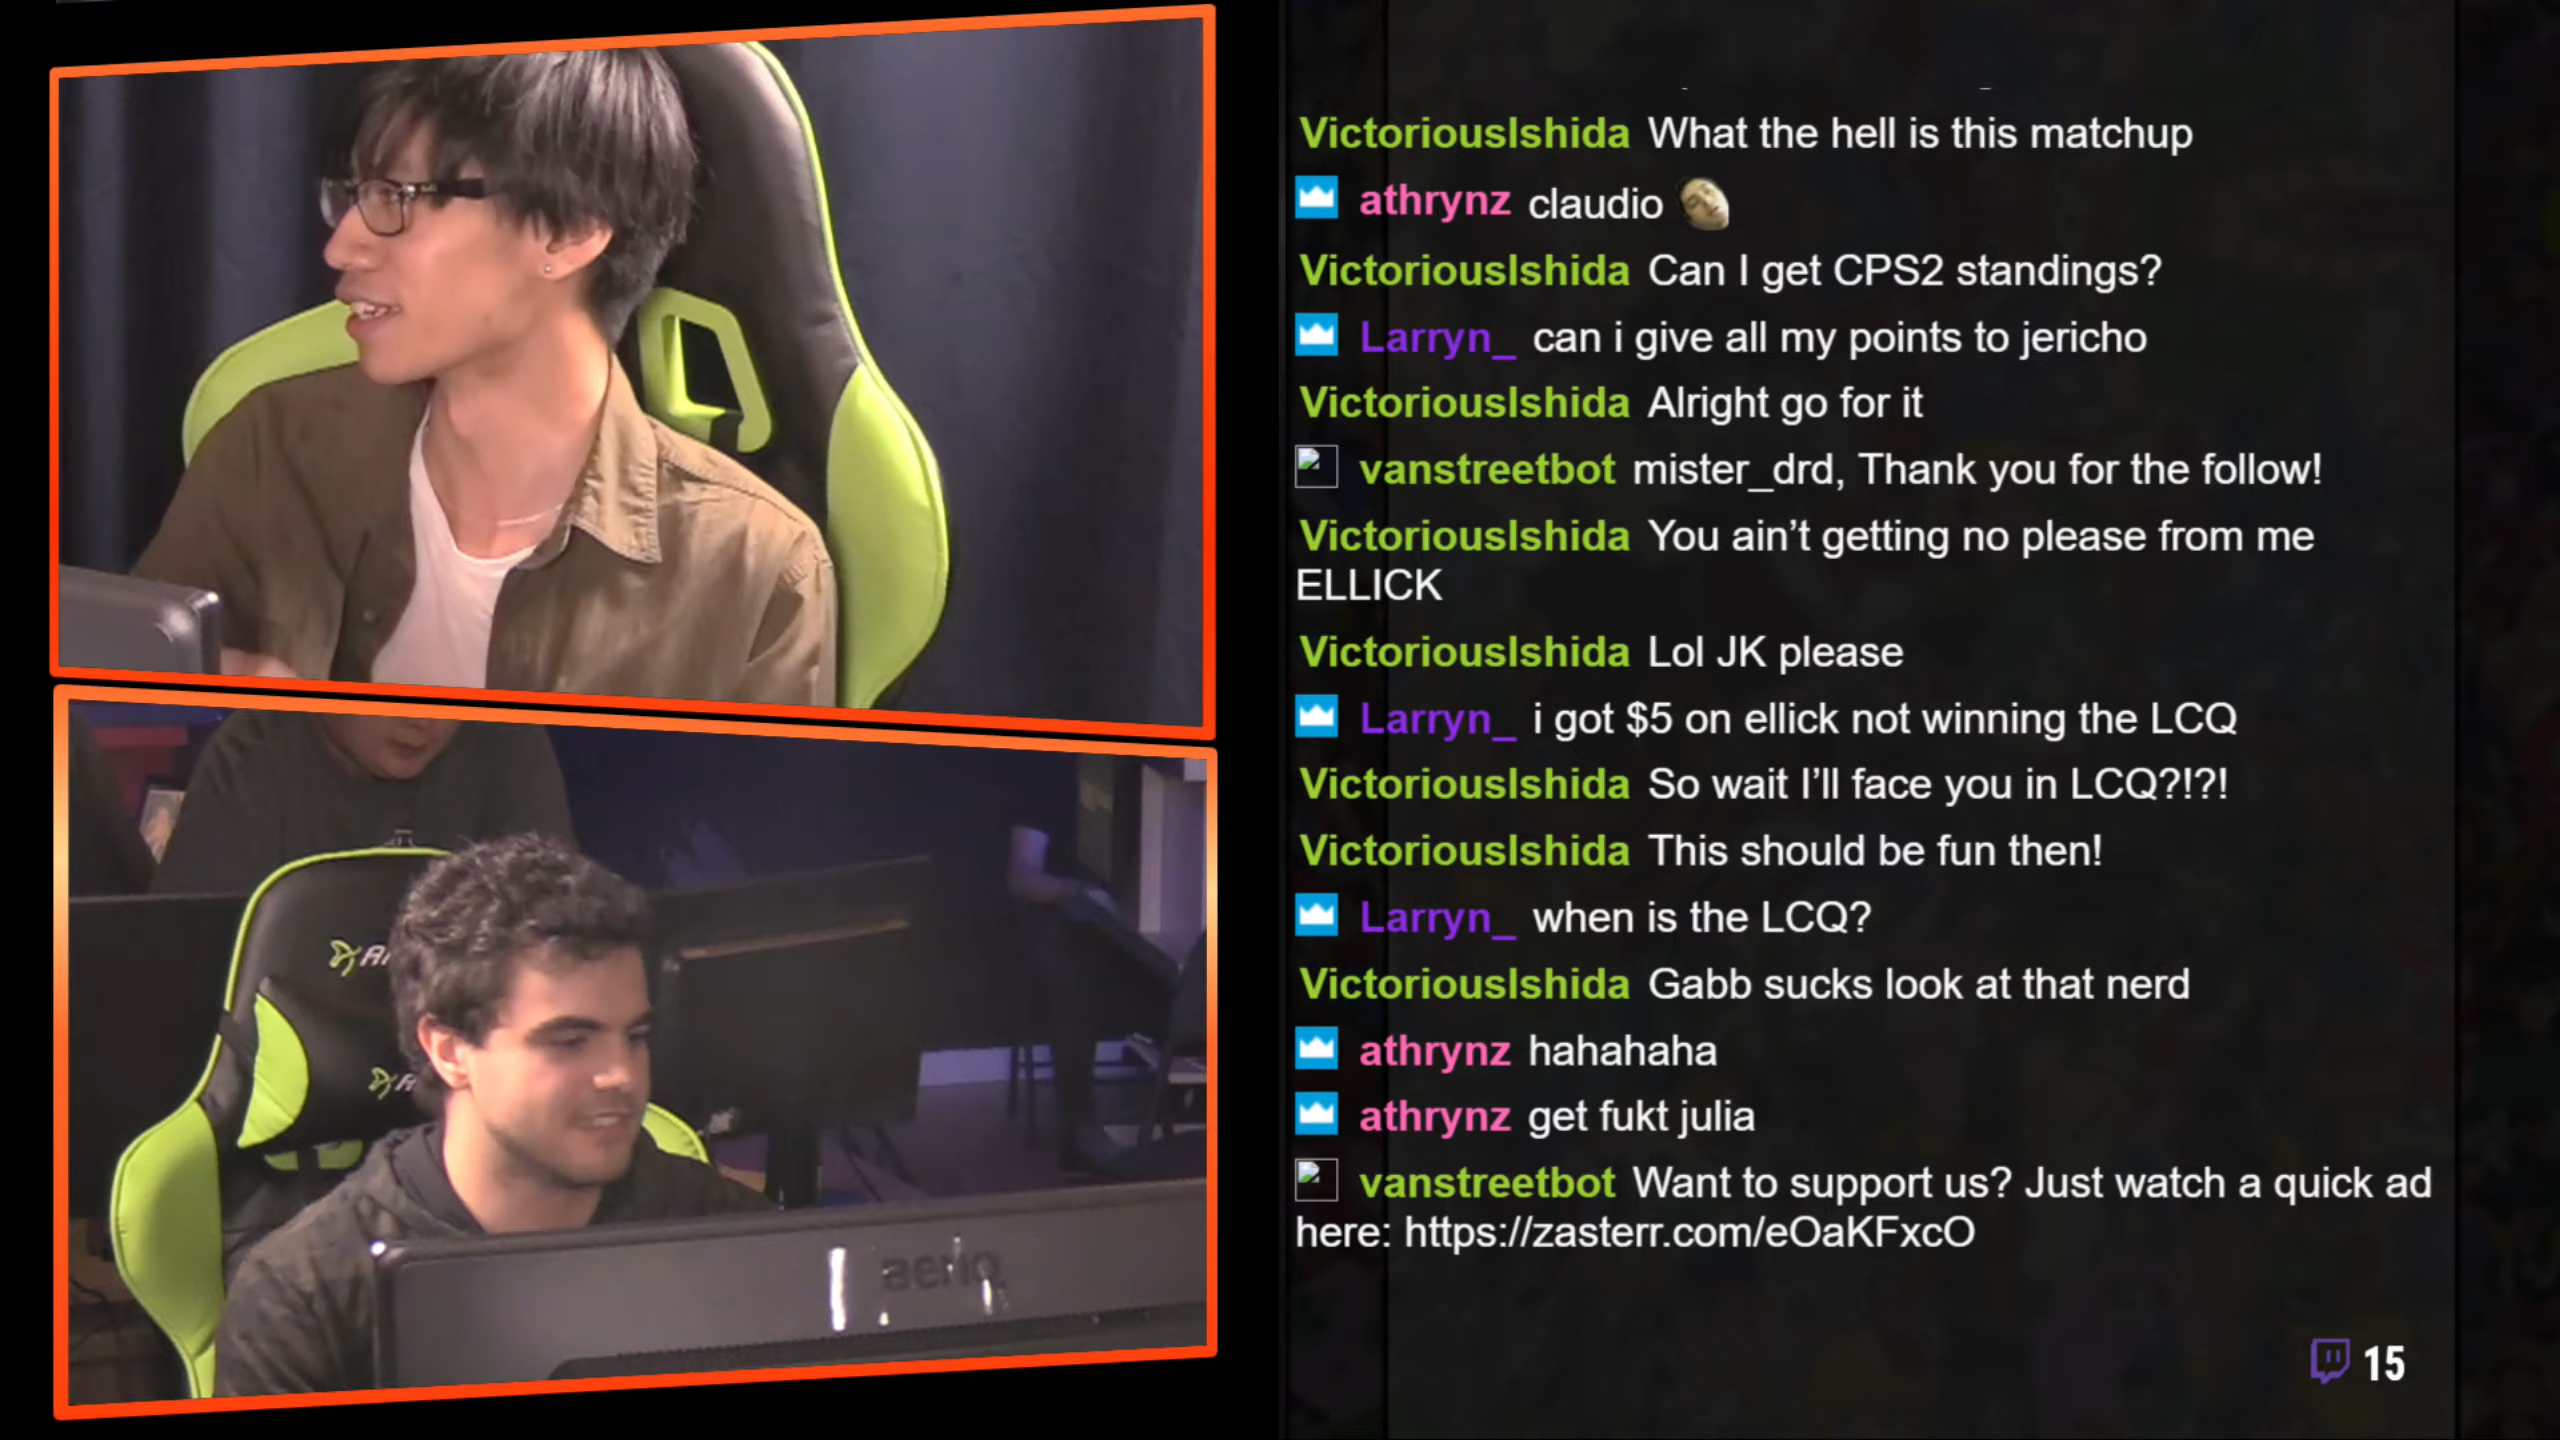 VictoriousIshida What the hell is this matchup
athrynz claudio
VictoriousIshida Can I get CPS2 standings?
Larryn_ can i give all my points to jericho
VictoriousIshida Alright go for it
vanstreetbot mister_drd, Thank you for the follow!
VictoriousIshida You ain’t getting no please from me
ELLICK
VictoriousIshida Lol JK please
Larryn_ i got $5 on ellick not winning the LCQ
VictoriousIshida So wait I’ll face you in LCQ?!?!
VictoriousIshida This should be fun then!
Larryn_ when is the LCQ?
VictoriousIshida Gabb sucks look at that nerd
athrynz hahahaha
athrynz get fukt julia
vanstreetbot Want to support us? Just watch a quick ad
here: https://zasterr.com/eOaKFxcO
15